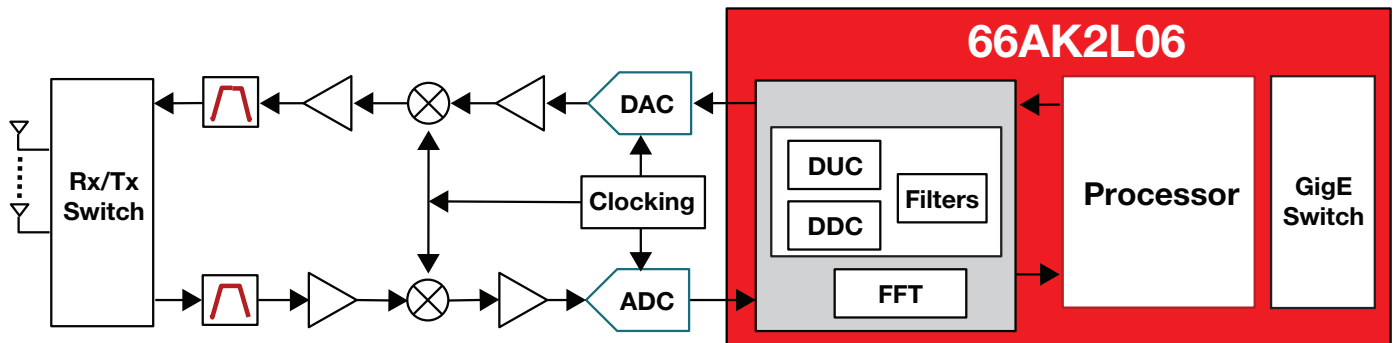 66AK2L06
DAC
DUC
Filters
DDC
FFT
Rx/Tx
Switch
Clocking
ADC
Processor
GigE
Switch